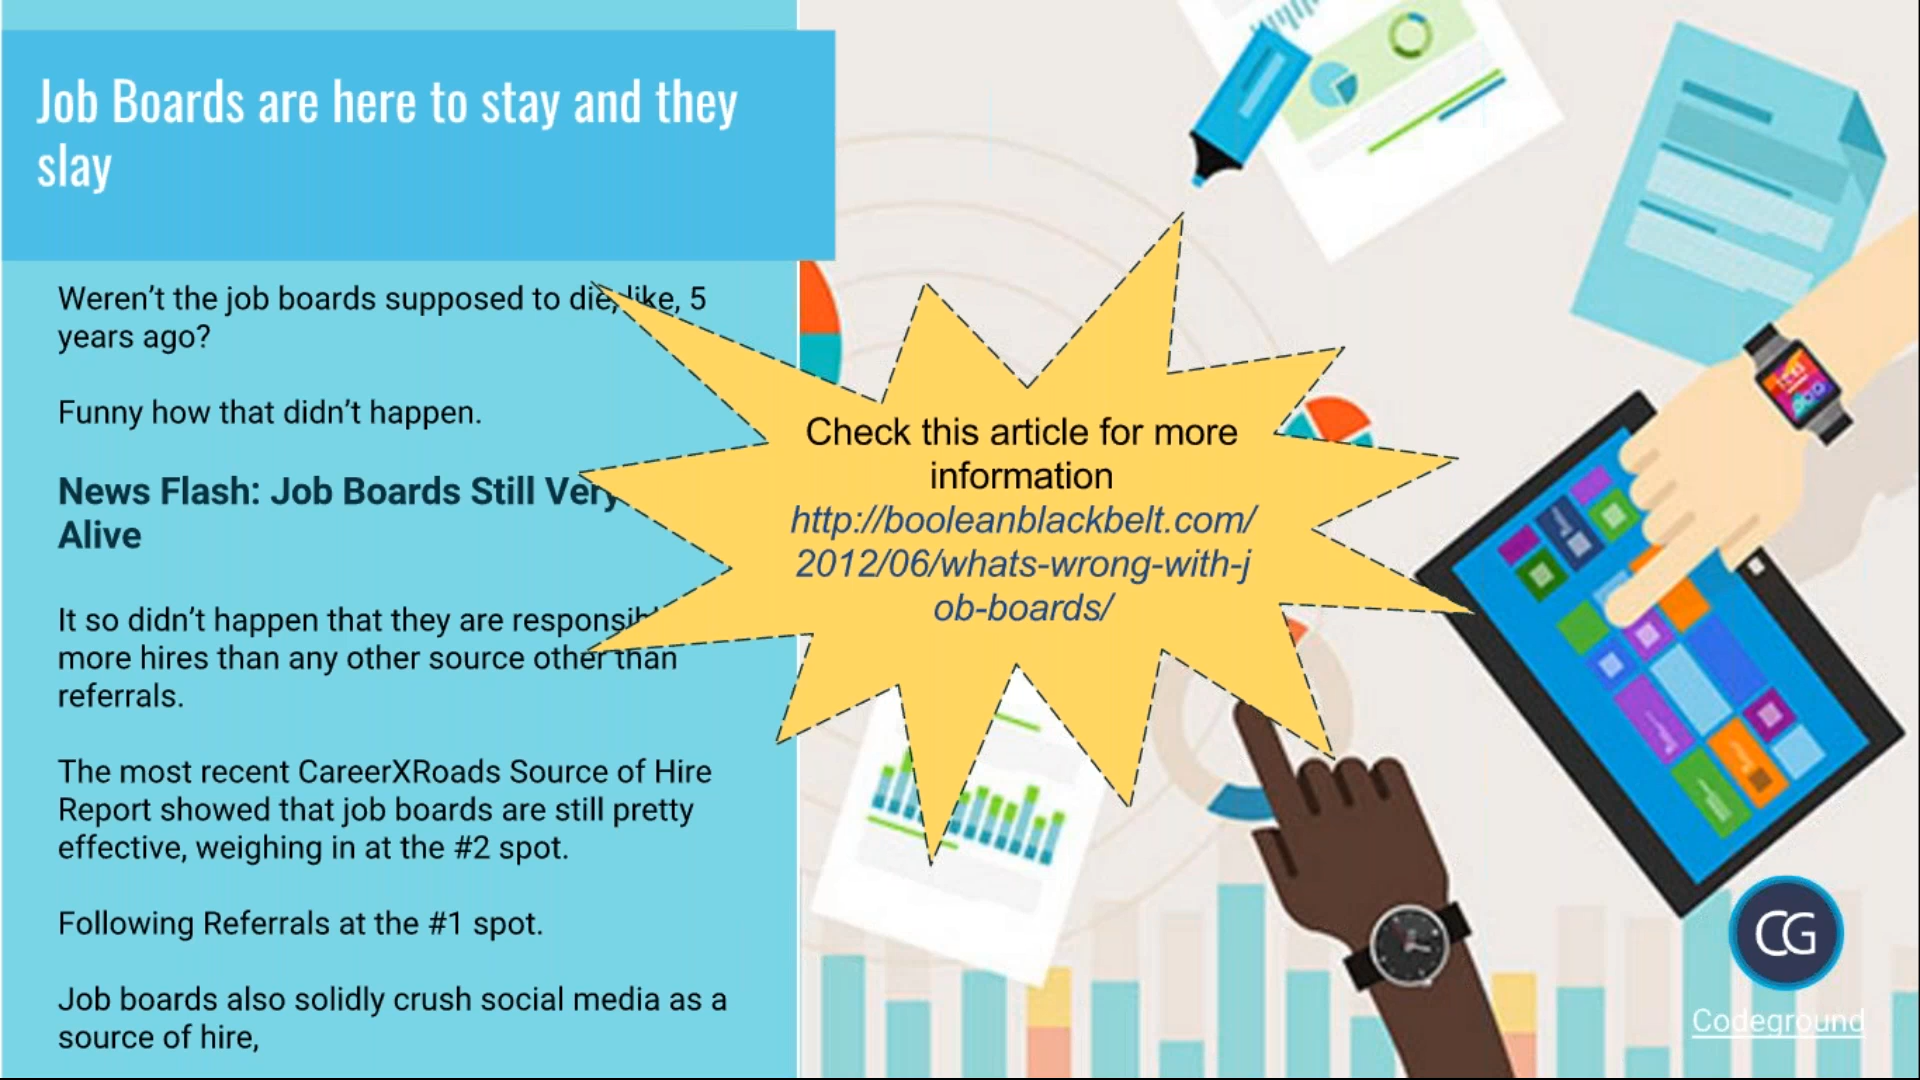 Job Boards are here to stay and they
slay
Weren't the job boards supposed to die, like, 5
years ago?
Funny how that didn't happen.
News Flash: Job Boards Still Very
Alive
It so didn't happen that they are
more hires than any other source other than
referrals.
The most recent CareerXRoads Source of Hire
Report showed that job boards are still pretty
effective, weighing in at the #2 spot.
Following Referrals at the #1 spot.
Job boards also solidly crush social media as a
source of hire,
Check this article for more
information
http://booleanblackbelt.com/
2012/06/whats-wrong-with-j
ob-boards/
CG
Codeground